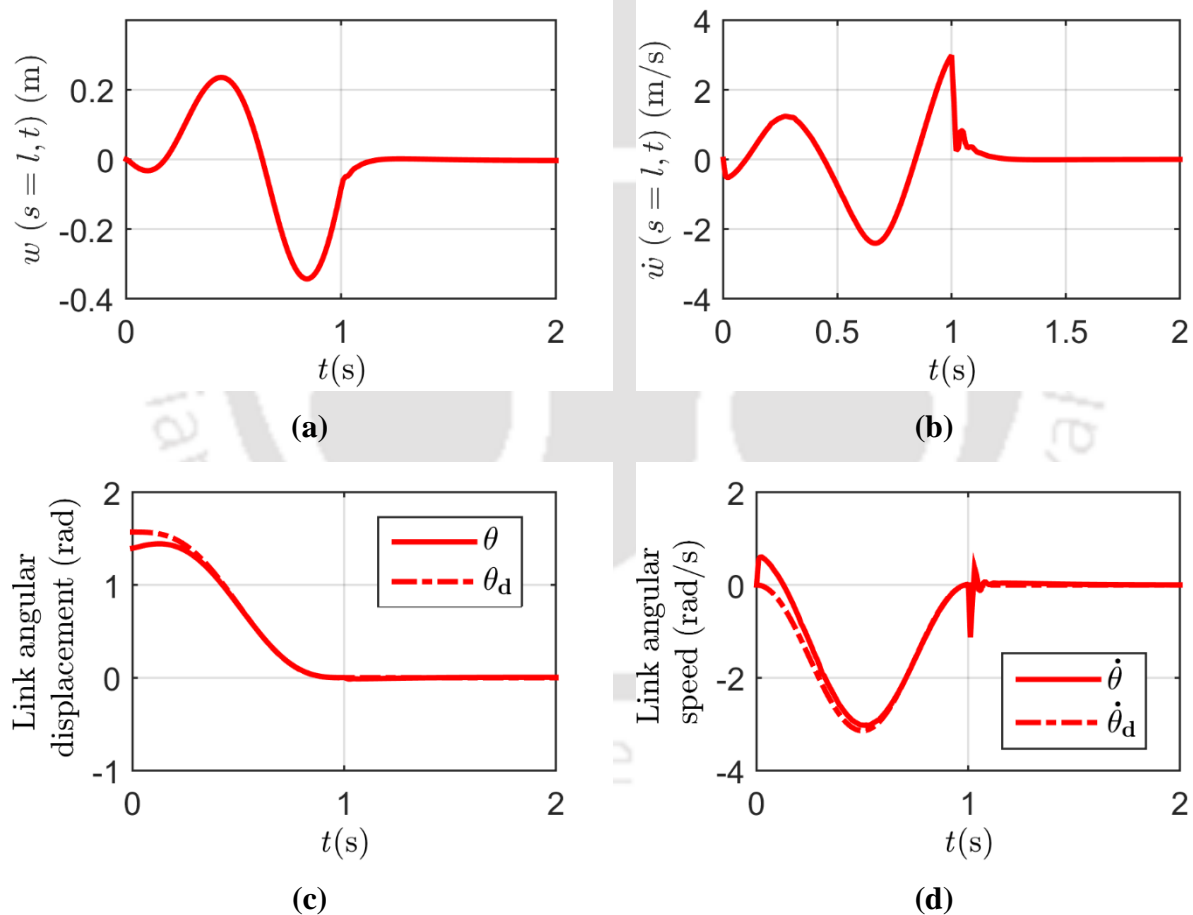 w (s = l, t) (m)
0.2
0
-0.2
-0.4
0
1
2
t(s)
(a)
ẇ (s = l, t) (m/s)
4
2
0
-2
-4
0
0.5
1
1.5
2
t(s)
(b)
Link angular
displacement (rad)
2
1
0
-1
θ
θd
0
1
2
t(s)
(c)
Link angular
speed (rad/s)
2
0
-2
-4
θ̇
θ̇d
0
1
2
t(s)
(d)